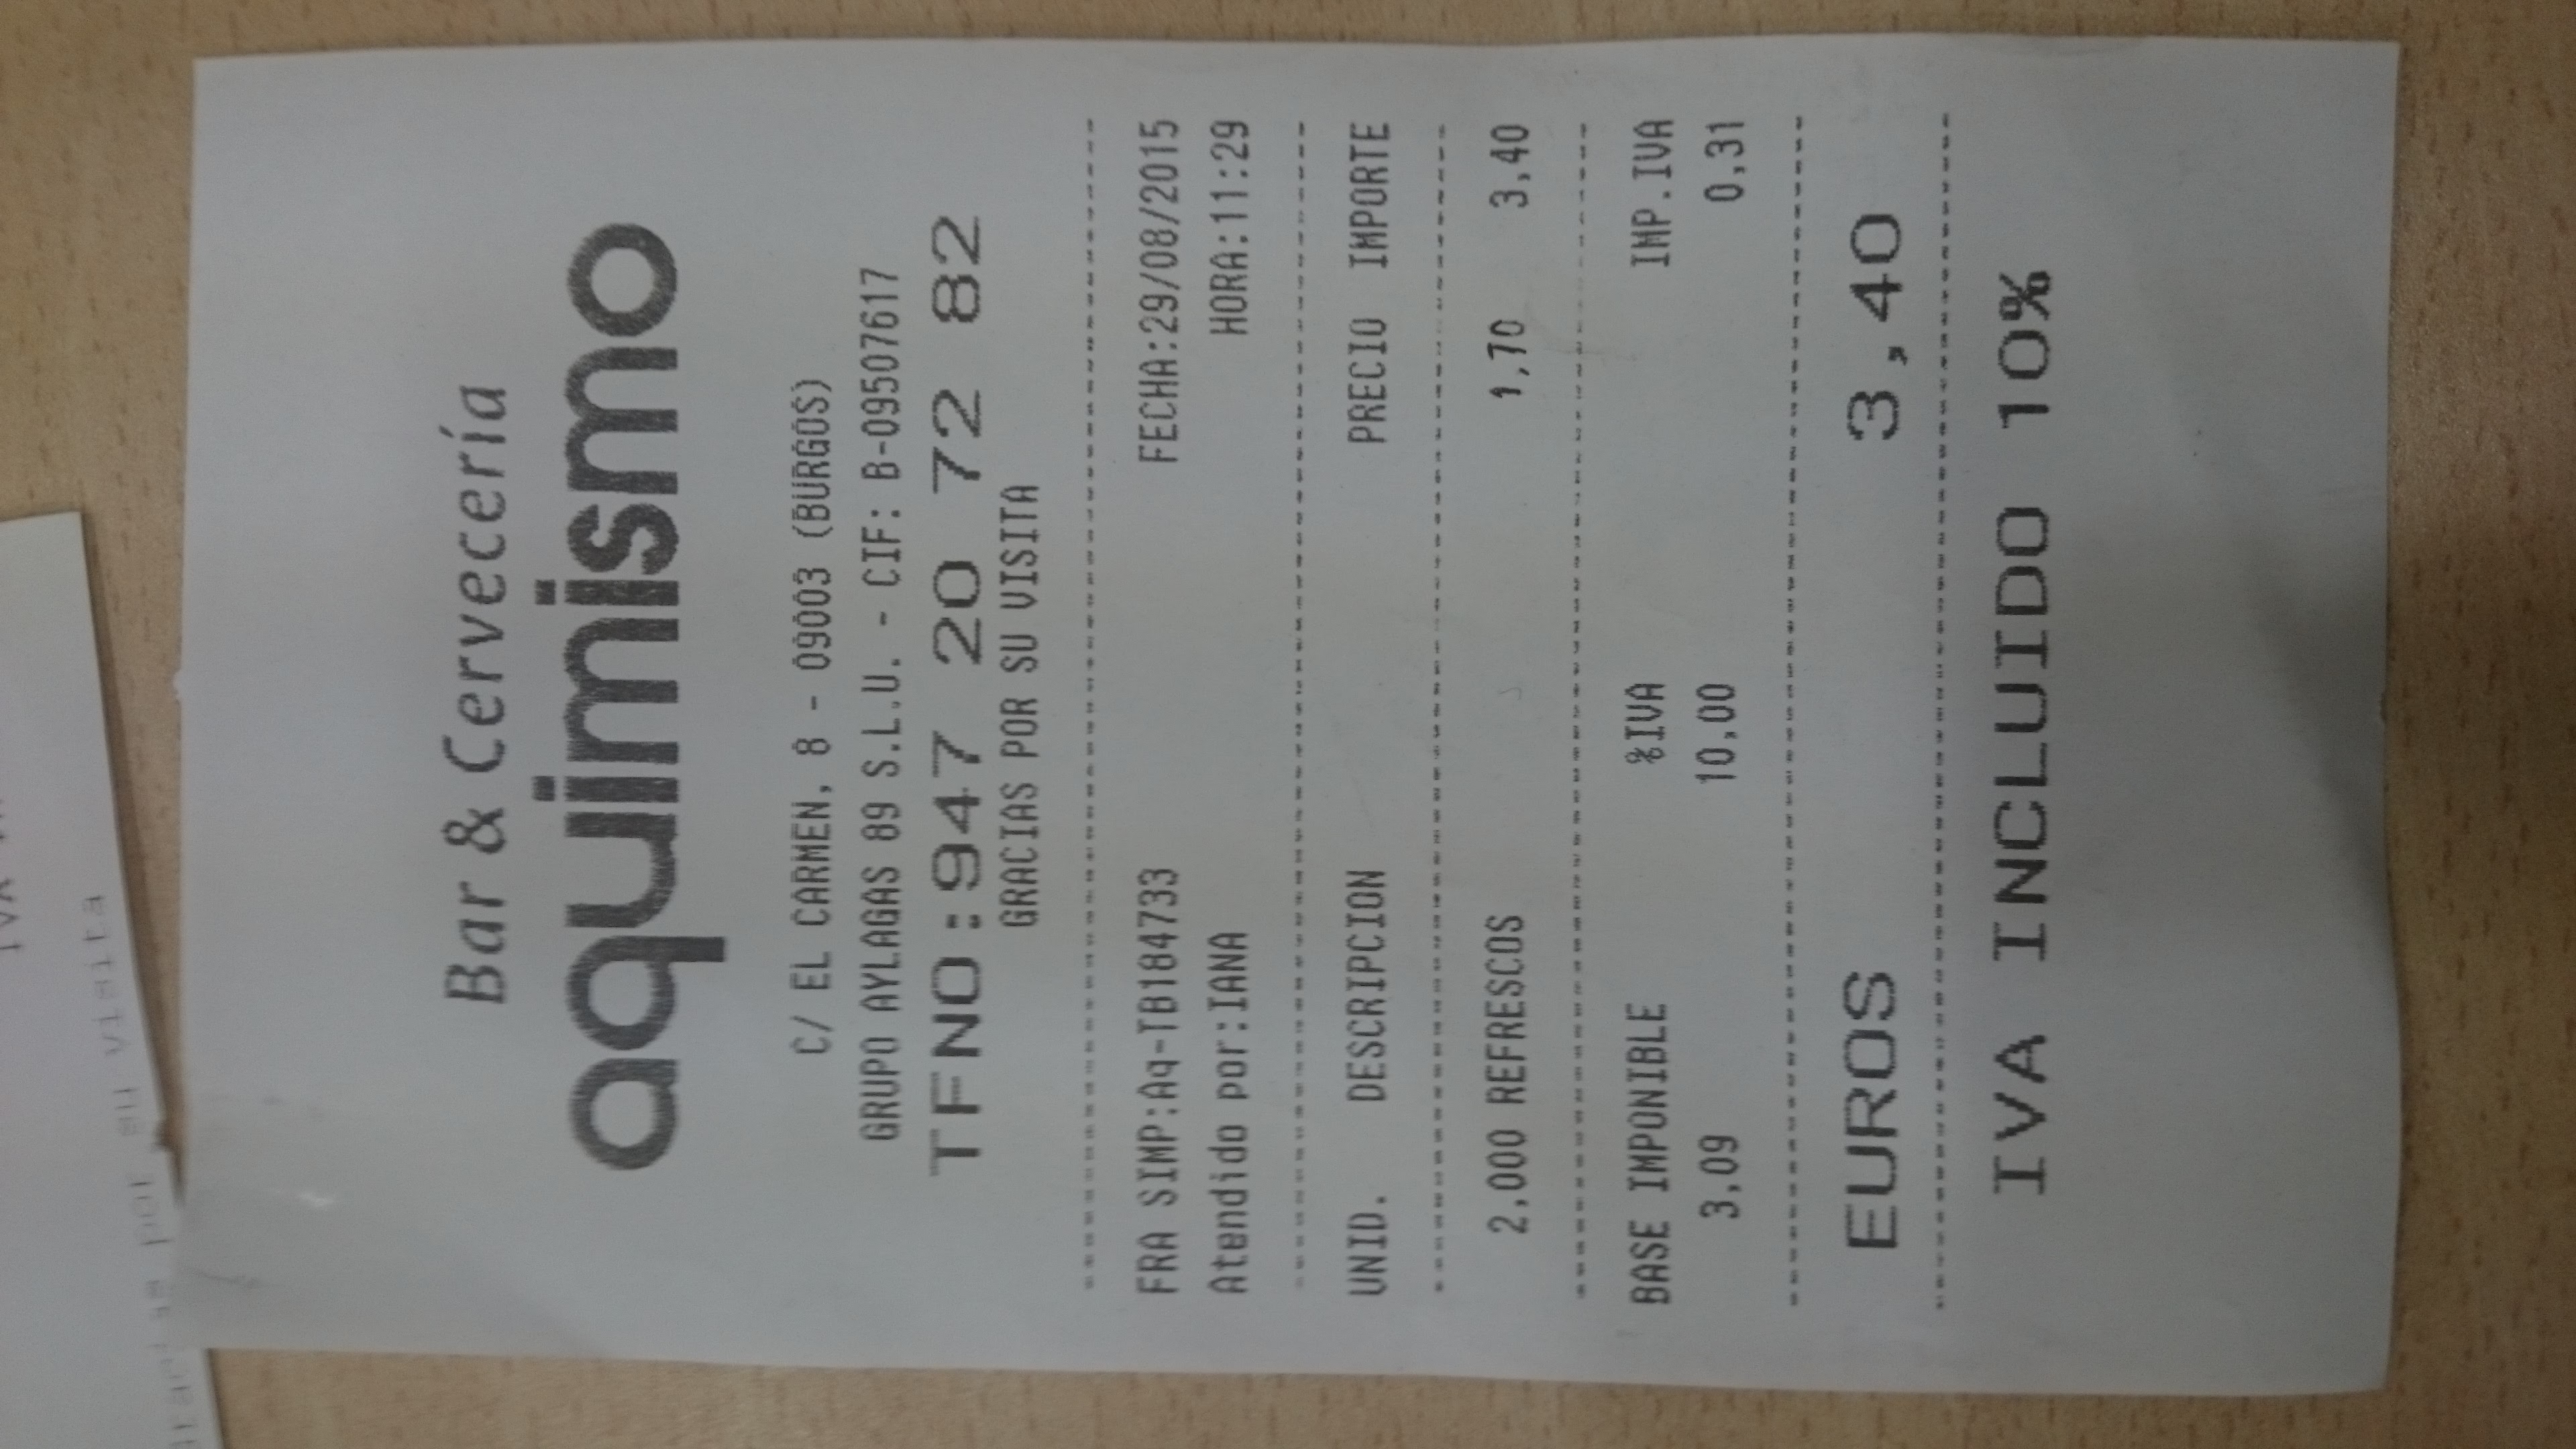 por su visita
Bar & Cervecería
aquimismo
C/ EL CARMEN, 8 - 09003 (BURGOS)
GRUPO AYLAGAS 89 S.L.U. - CIF: B-09507617
TFNO:947 20 72 82
GRACIAS POR SU VISITA
FRA SIMP:Aq-TB184733 FECHA:29/08/2015
Atendido por:IANA HORA:11:29
UNID. DESCRIPCION PRECIO IMPORTE
2,000 REFRESCOS 1,70 3,40
BASE IMPONIBLE %IVA IMP.IVA
3,09 10,00 0,31
EUROS 3,40
IVA INCLUIDO 10%